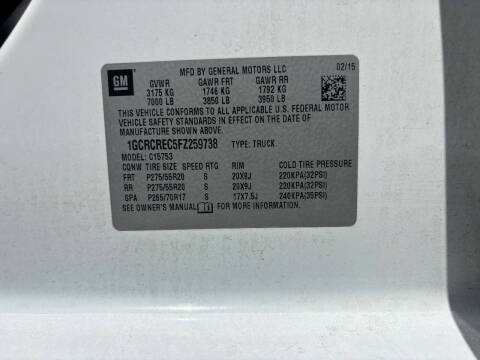 GM
MFD BY GENERAL MOTORS LLC 02/15
GVWR GAWR FRT GAWR RR
3175 KG 1746 KG 1792 KG
7000 LB 3850 LB 3950 LB
THIS VEHICLE CONFORMS TO ALL APPLICABLE U.S. FEDERAL MOTOR
VEHICLE SAFETY STANDARDS IN EFFECT ON THE DATE OF
MANUFACTURE SHOWN ABOVE.
1GCRCREC5FZ259738 TYPE: TRUCK
MODEL: C15753
CQNW TIRE SIZE SPEED RTG RIM COLD TIRE PRESSURE
FRT P275/55R20 S 20X9J 220KPA(32PSI)
RR P275/55R20 S 20X9J 220KPA(32PSI)
SPA P265/70R17 S 17X7.5J 240KPA(35PSI)
SEE OWNER'S MANUAL FOR MORE INFORMATION.